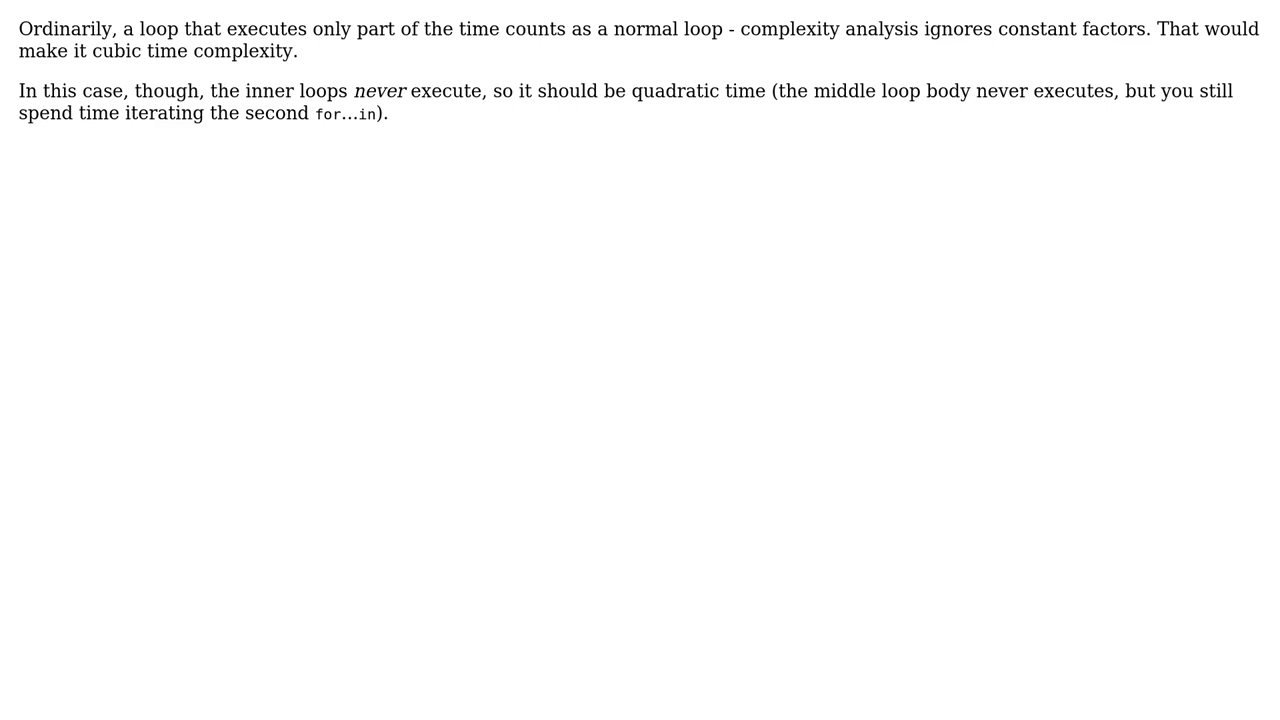 Ordinarily, a loop that executes only part of the time counts as a normal loop - complexity analysis ignores constant factors. That would
make it cubic time complexity.
In this case, though, the inner loops never execute, so it should be quadratic time (the middle loop body never executes, but you still
spend time iterating the second for…in).